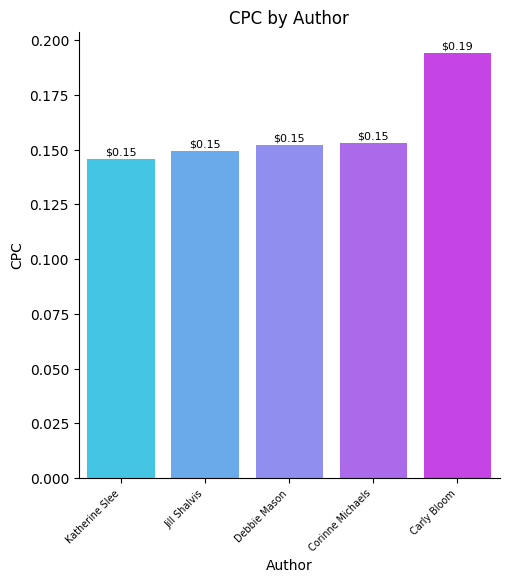 CPC by Author
0.200
0.175
0.150
0.125
0.100
0.075
0.050
0.025
0.000
CPC
$0.15
$0.15
$0.15
$0.15
$0.19
Katherine Slee
Jill Shalvis
Debbie Mason
Corinne Michaels
Carly Bloom
Author